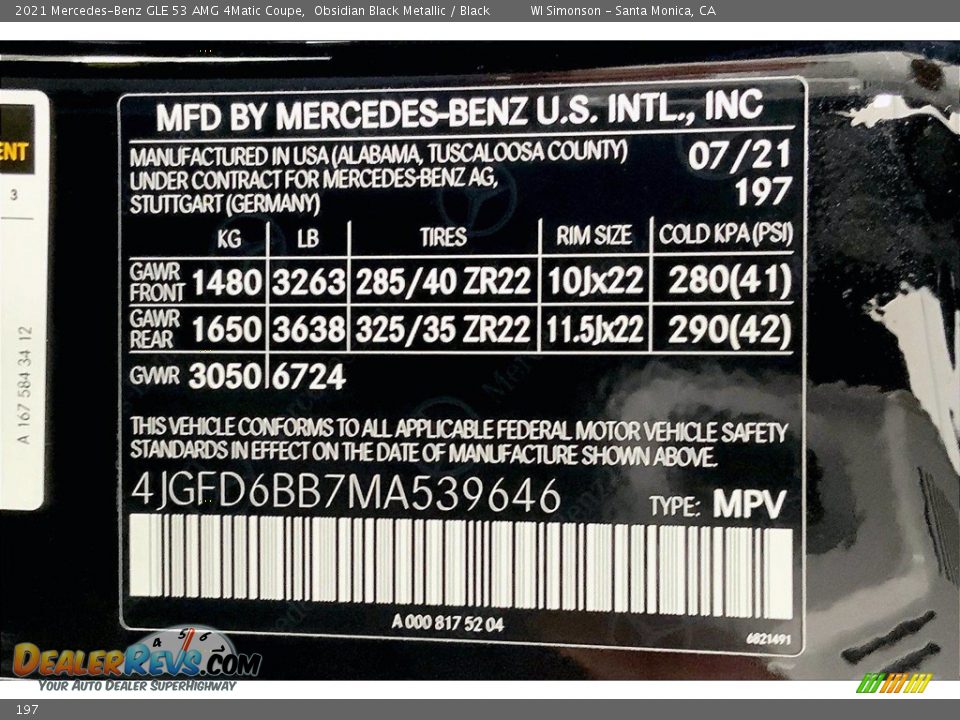 2021 Mercedes-Benz GLE 53 AMG 4Matic Coupe, Obsidian Black Metallic / Black WI Simonson - Santa Monica, CA
ENT
3
A 167 584 34 12
MFD BY MERCEDES-BENZ U.S. INTL., INC
MANUFACTURED IN USA (ALABAMA, TUSCALOOSA COUNTY) 07/21
UNDER CONTRACT FOR MERCEDES-BENZ AG, 197
STUTTGART (GERMANY)
KG LB TIRES RIM SIZE COLD KPA (PSI)
GAWR FRONT 1480 3263 285/40 ZR22 10Jx22 280(41)
GAWR REAR 1650 3638 325/35 ZR22 11.5Jx22 290(42)
GVWR 3050 6724
THIS VEHICLE CONFORMS TO ALL APPLICABLE FEDERAL MOTOR VEHICLE SAFETY
STANDARDS IN EFFECT ON THE DATE OF MANUFACTURE SHOWN ABOVE.
4JGFD6BB7MA539646 TYPE: MPV
A 000 817 52 04
6821491
4 5 6
DEALERREVS.COM
YOUR AUTO DEALER SUPERHIGHWAY
197